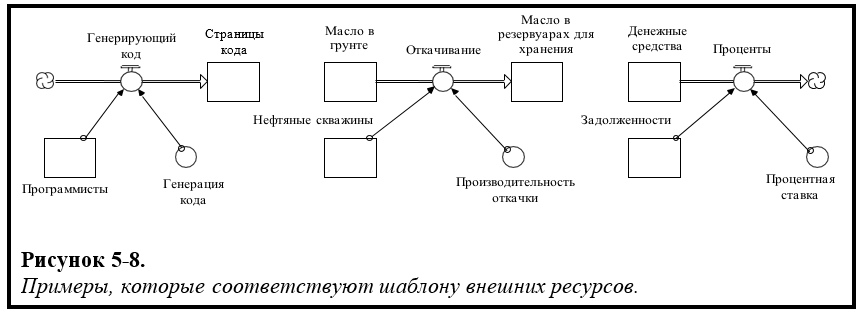 Генерирующий
код
Страницы
кода
Программисты
Генерация
кода
Масло в
грунте
Откачивание
Масло в
резервуарах для
хранения
Нефтяные скважины
Производительность
откачки
Денежные
средства
Проценты
Задолженности
Процентная
ставка
Рисунок 5-8.
Примеры, которые соответствуют шаблону внешних ресурсов.